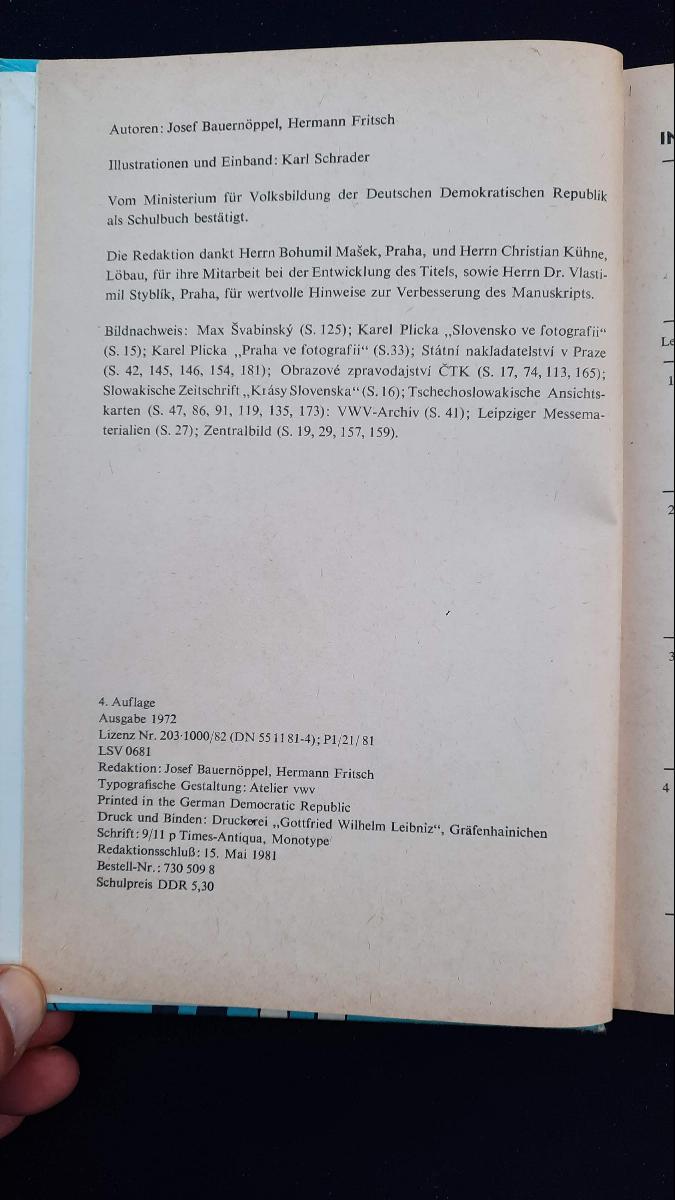 Autoren: Josef Bauernöppel, Hermann Fritsch
Illustrationen und Einband: Karl Schrader
Vom Ministerium für Volksbildung der Deutschen Demokratischen Republik
als Schulbuch bestätigt.
Die Redaktion dankt Herrn Bohumil Mašek, Praha, und Herrn Christian Kühne,
Löbau, für ihre Mitarbeit bei der Entwicklung des Titels, sowie Herrn Dr. Vlasti-
mil Styblík, Praha, für wertvolle Hinweise zur Verbesserung des Manuskripts.
Bildnachweis: Max Švabinský (S. 125); Karel Plicka „Slovensko ve fotografii“
(S. 15); Karel Plicka „Praha ve fotografii“ (S.33); Státní nakladatelství v Praze
(S. 42, 145, 146, 154, 181); Obrazové zpravodajství ČTK (S. 17, 74, 113, 165);
Slowakische Zeitschrift „Krásy Slovenska“ (S. 16); Tschechoslowakische Ansichts-
karten (S. 47, 86, 91, 119, 135, 173): VWV-Archiv (S. 41); Leipziger Messema-
terialien (S. 27); Zentralbild (S. 19, 29, 157, 159).
4. Auflage
Ausgabe 1972
Lizenz Nr. 203·1000/82 (DN 55 11 81-4); P1/21/81
LSV 0681
Redaktion: Josef Bauernöppel, Hermann Fritsch
Typografische Gestaltung: Atelier vwv
Printed in the German Democratic Republic
Druck und Binden: Druckerei „Gottfried Wilhelm Leibniz“, Gräfenhainichen
Schrift: 9/11 p Times-Antiqua, Monotype
Redaktionsschluß: 15. Mai 1981
Bestell-Nr.: 730 509 8
Schulpreis DDR 5,30
IN
Le
1
2
3
4